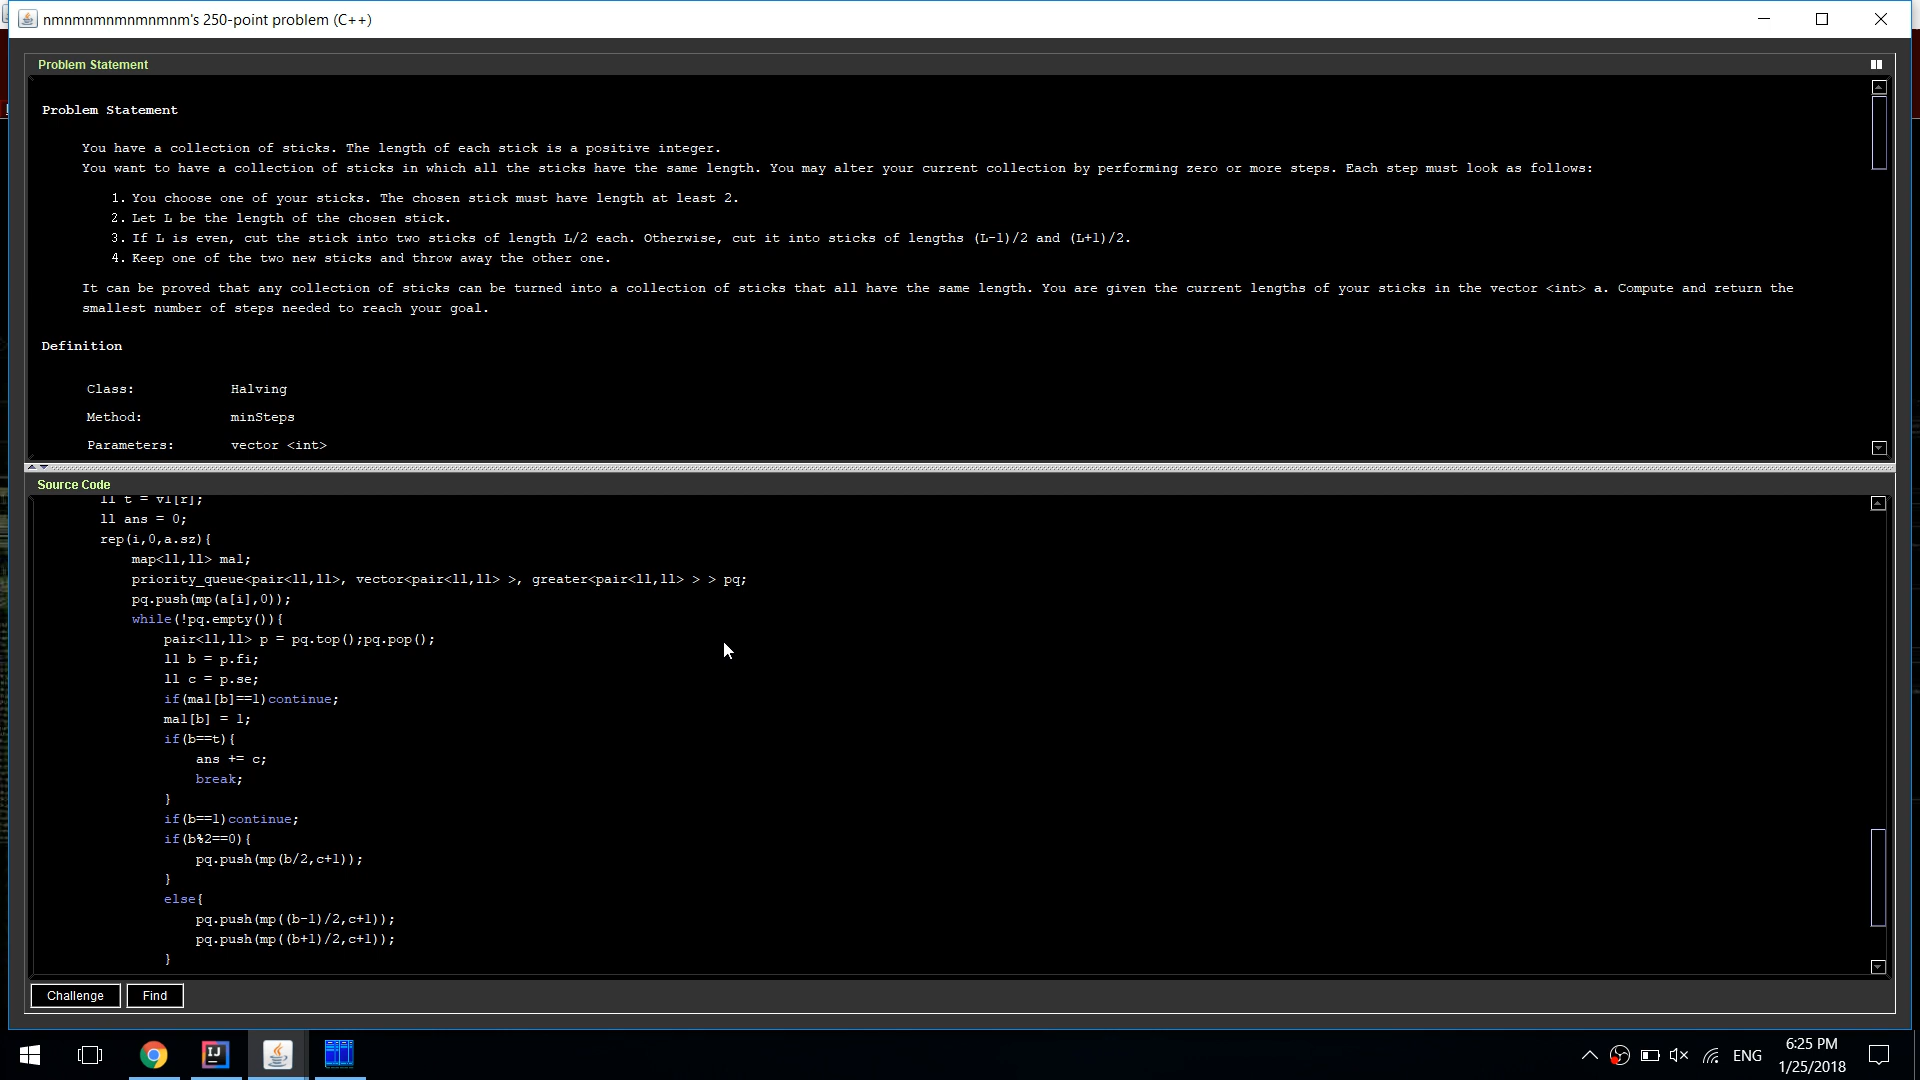 nmnmnmnmnmnmnm's 250-point problem (C++)
Problem Statement
Problem Statement
You have a collection of sticks. The length of each stick is a positive integer.
You want to have a collection of sticks in which all the sticks have the same length. You may alter your current collection by performing zero or more steps. Each step must look as follows:
1. You choose one of your sticks. The chosen stick must have length at least 2.
2. Let L be the length of the chosen stick.
3. If L is even, cut the stick into two sticks of length L/2 each. Otherwise, cut it into sticks of lengths (L-1)/2 and (L+1)/2.
4. Keep one of the two new sticks and throw away the other one.
It can be proved that any collection of sticks can be turned into a collection of sticks that all have the same length. You are given the current lengths of your sticks in the vector <int> a. Compute and return the
smallest number of steps needed to reach your goal.
Definition
Class: Halving
Method: minSteps
Parameters: vector <int>
Source Code
ll t = v1[r];
ll ans = 0;
rep(i,0,a.sz){
map<ll,ll> ma1;
priority_queue<pair<ll,ll>, vector<pair<ll,ll> >, greater<pair<ll,ll> > > pq;
pq.push(mp(a[i],0));
while(!pq.empty()){
pair<ll,ll> p = pq.top();pq.pop();
ll b = p.fi;
ll c = p.se;
if(ma1[b]==1)continue;
ma1[b] = 1;
if(b==t){
ans += c;
break;
}
if(b==1)continue;
if(b%2==0){
pq.push(mp(b/2,c+1));
}
else{
pq.push(mp((b-1)/2,c+1));
pq.push(mp((b+1)/2,c+1));
}
Challenge Find
IJ
ENG
6:25 PM
1/25/2018